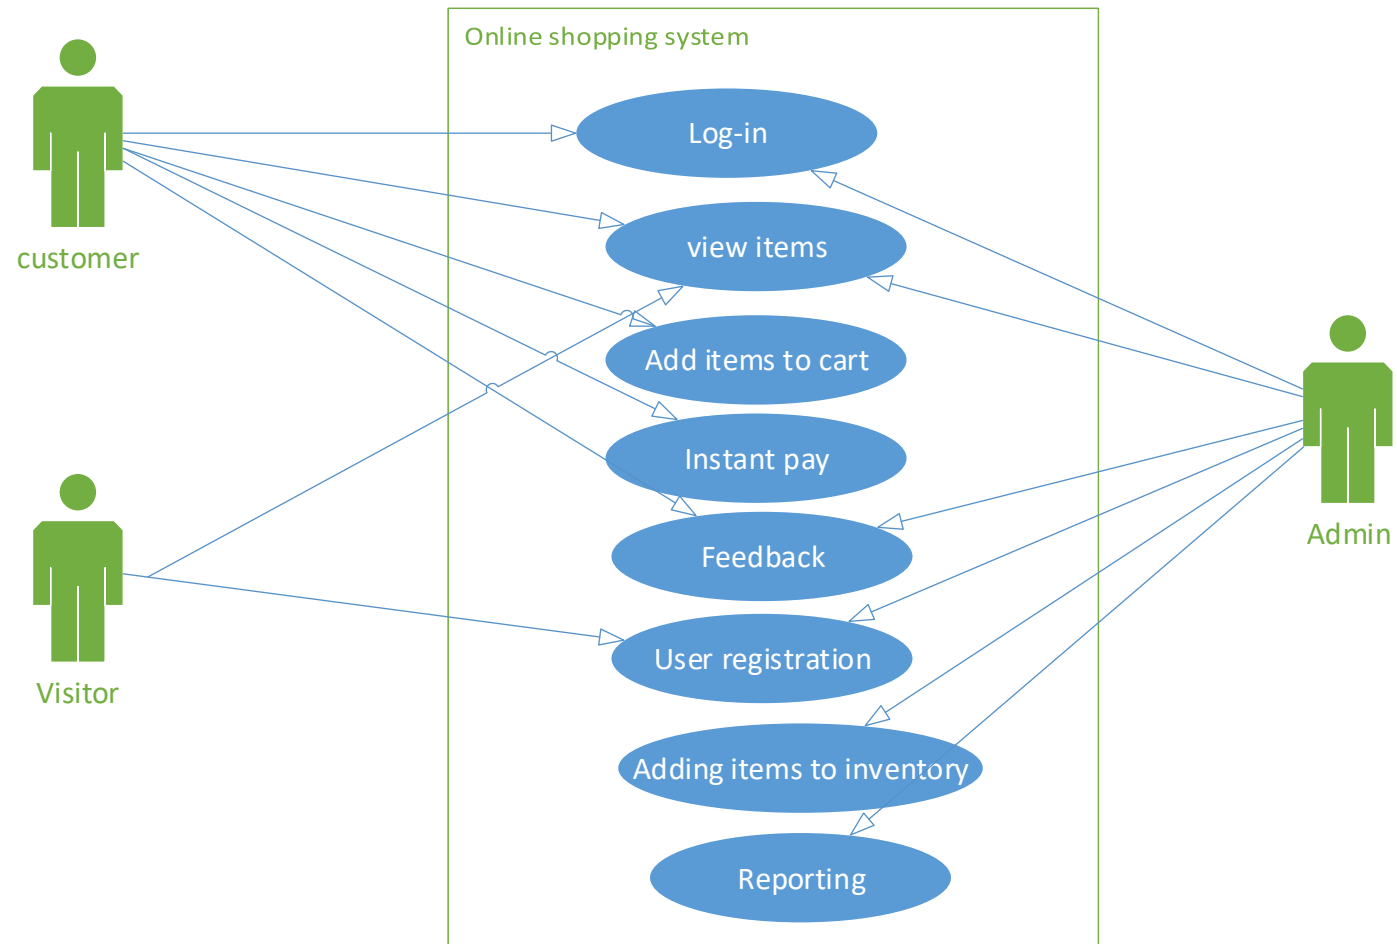 Online shopping system
Log-in
customer
view items
Add items to cart
Instant pay
Admin
Feedback
User registration
Visitor
Adding items to inventory
Reporting